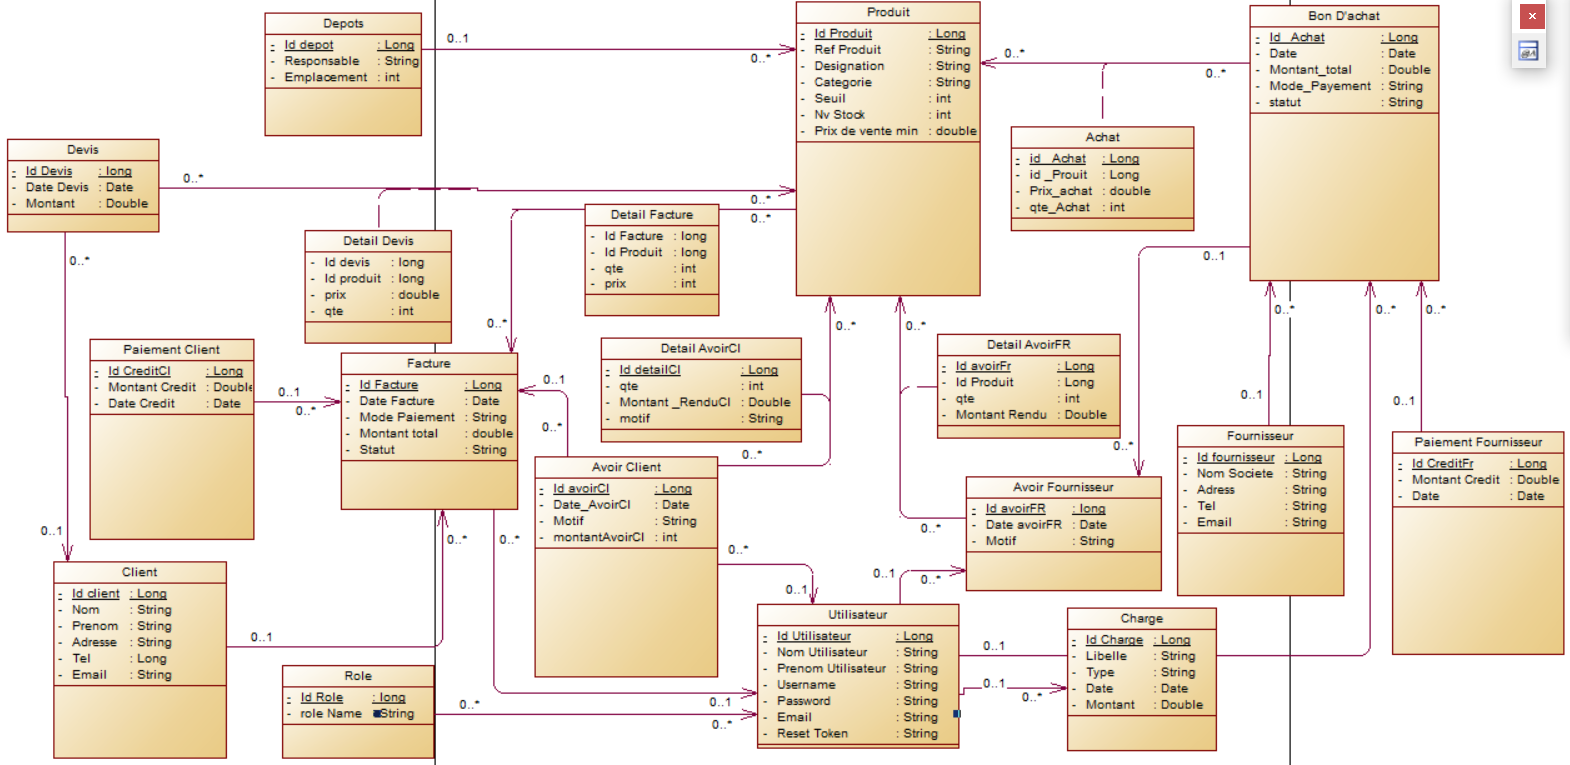 Depots
- Id depot : Long
- Responsable : String
- Emplacement : int
0..1
0..*
Produit
- Id Produit : Long
- Ref Produit : String
- Designation : String
- Categorie : String
- Seuil : int
- Nv Stock : int
- Prix de vente min : double
0..*
0..*
Bon D'achat
- Id_Achat : Long
- Date : Date
- Montant_total : Double
- Mode_Payement : String
- statut : String
Achat
- id_Achat : Long
- id_Prouit : Long
- Prix_achat : double
- qte_Achat : int
Devis
- Id Devis : long
- Date Devis : Date
- Montant : Double
0..*
0..*
0..*
0..*
Detail Devis
- Id devis : long
- Id produit : long
- prix : double
- qte : int
Detail Facture
- Id Facture : long
- Id Produit : long
- qte : int
- prix : int
0..*
0..1
0..*
0..*
0..*
0..*
0..*
Paiement Client
- Id CreditCl : Long
- Montant Credit : Double
- Date Credit : Date
0..1
0..*
Facture
- Id Facture : Long
- Date Facture : Date
- Mode Paiement : String
- Montant total : double
- Statut : String
0..1
0..*
Detail AvoirCl
- Id detailCl : Long
- qte : int
- Montant _RenduCl : Double
- motif : String
Detail AvoirFR
- Id avoirFr : Long
- Id Produit : Long
- qte : int
- Montant Rendu : Double
0..1
0..1
0..*
0..*
Avoir Client
- Id avoirCl : Long
- Date_AvoirCl : Date
- Motif : String
- montantAvoirCl : int
Avoir Fournisseur
- Id avoirFR : long
- Date avoirFR : Date
- Motif : String
0..*
Fournisseur
- Id fournisseur : Long
- Nom Societe : String
- Adress : String
- Tel : String
- Email : String
Paiement Fournisseur
- Id CreditFr : Long
- Montant Credit : Double
- Date : Date
0..1
0..*
0..*
0..*
0..1
0..1
0..*
Client
- Id client : Long
- Nom : String
- Prenom : String
- Adresse : String
- Tel : Long
- Email : String
0..1
Role
- Id Role : long
- role Name : String
0..*
0..1
0..*
Utilisateur
- Id Utilisateur : Long
- Nom Utilisateur : String
- Prenom Utilisateur : String
- Username : String
- Password : String
- Email : String
- Reset Token : String
0..1
0..1
0..*
Charge
- Id Charge : Long
- Libelle : String
- Type : String
- Date : Date
- Montant : Double